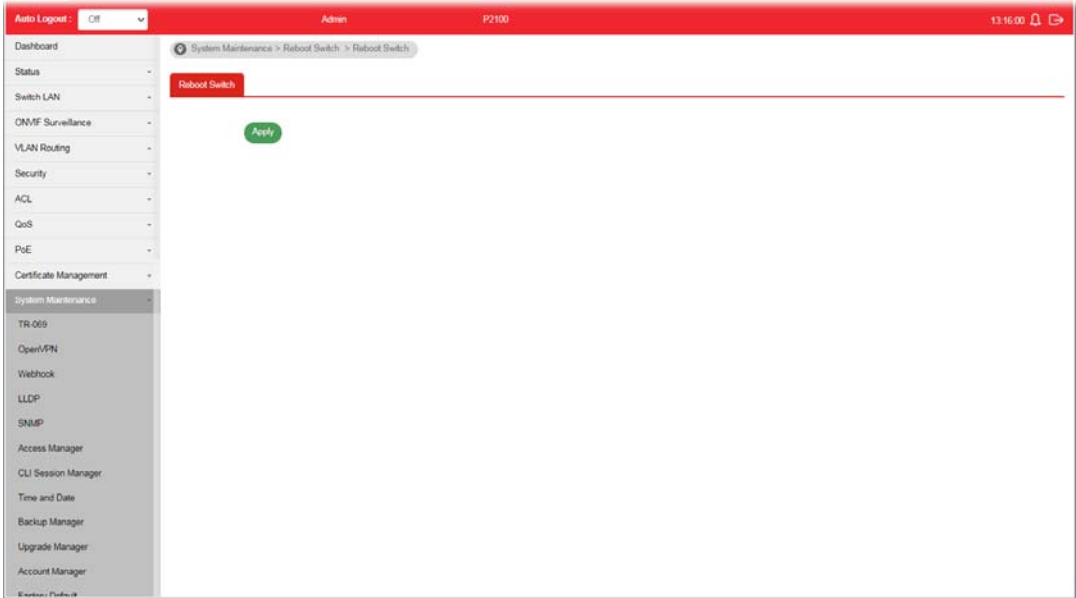 Auto Logout : Off Admin P2100 13:16:00
Dashboard
System Maintenance > Reboot Switch > Reboot Switch
Status
Reboot Switch
Switch LAN
ONVIF Surveillance
Apply
VLAN Routing
Security
ACL
QoS
PoE
Certificate Management
System Maintenance
TR-069
OpenVPN
Webhook
LLDP
SNMP
Access Manager
CLI Session Manager
Time and Date
Backup Manager
Upgrade Manager
Account Manager
Factory Default